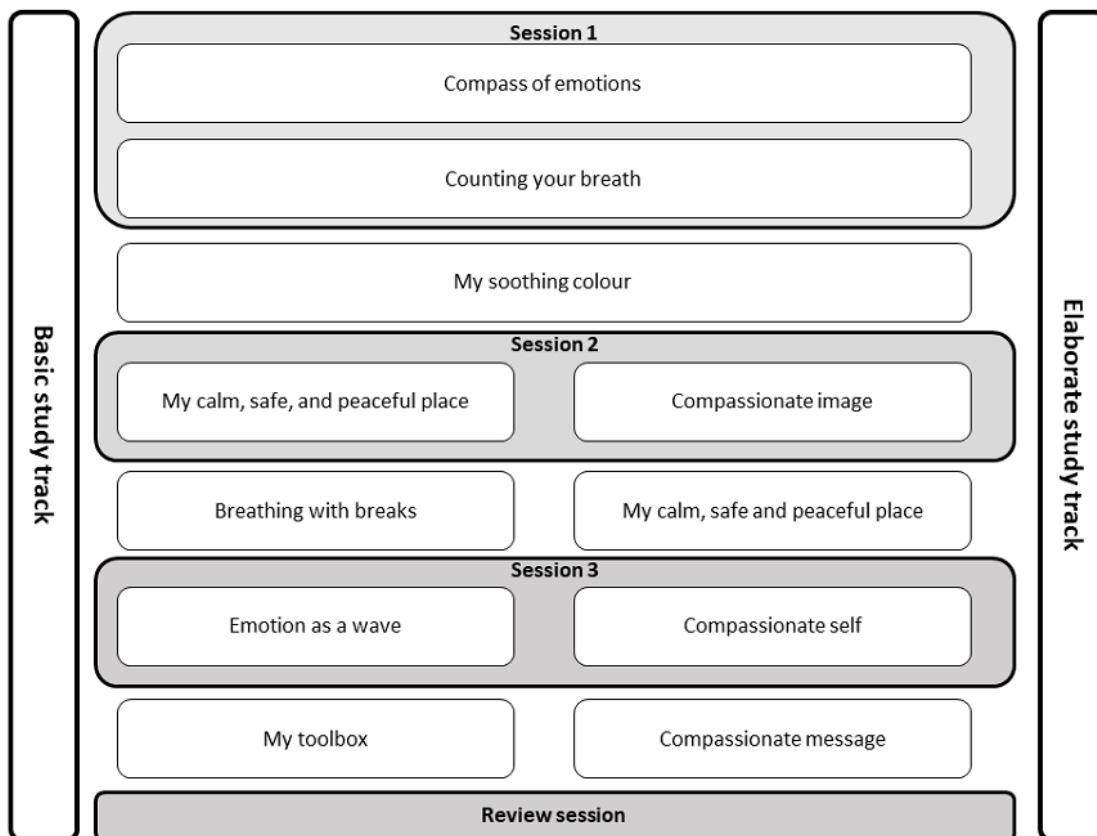 Basic study track
Session 1
Compass of emotions
Counting your breath
My soothing colour
Session 2
My calm, safe, and peaceful place
Compassionate image
Breathing with breaks
My calm, safe and peaceful place
Session 3
Emotion as a wave
Compassionate self
My toolbox
Compassionate message
Review session
Elaborate study track